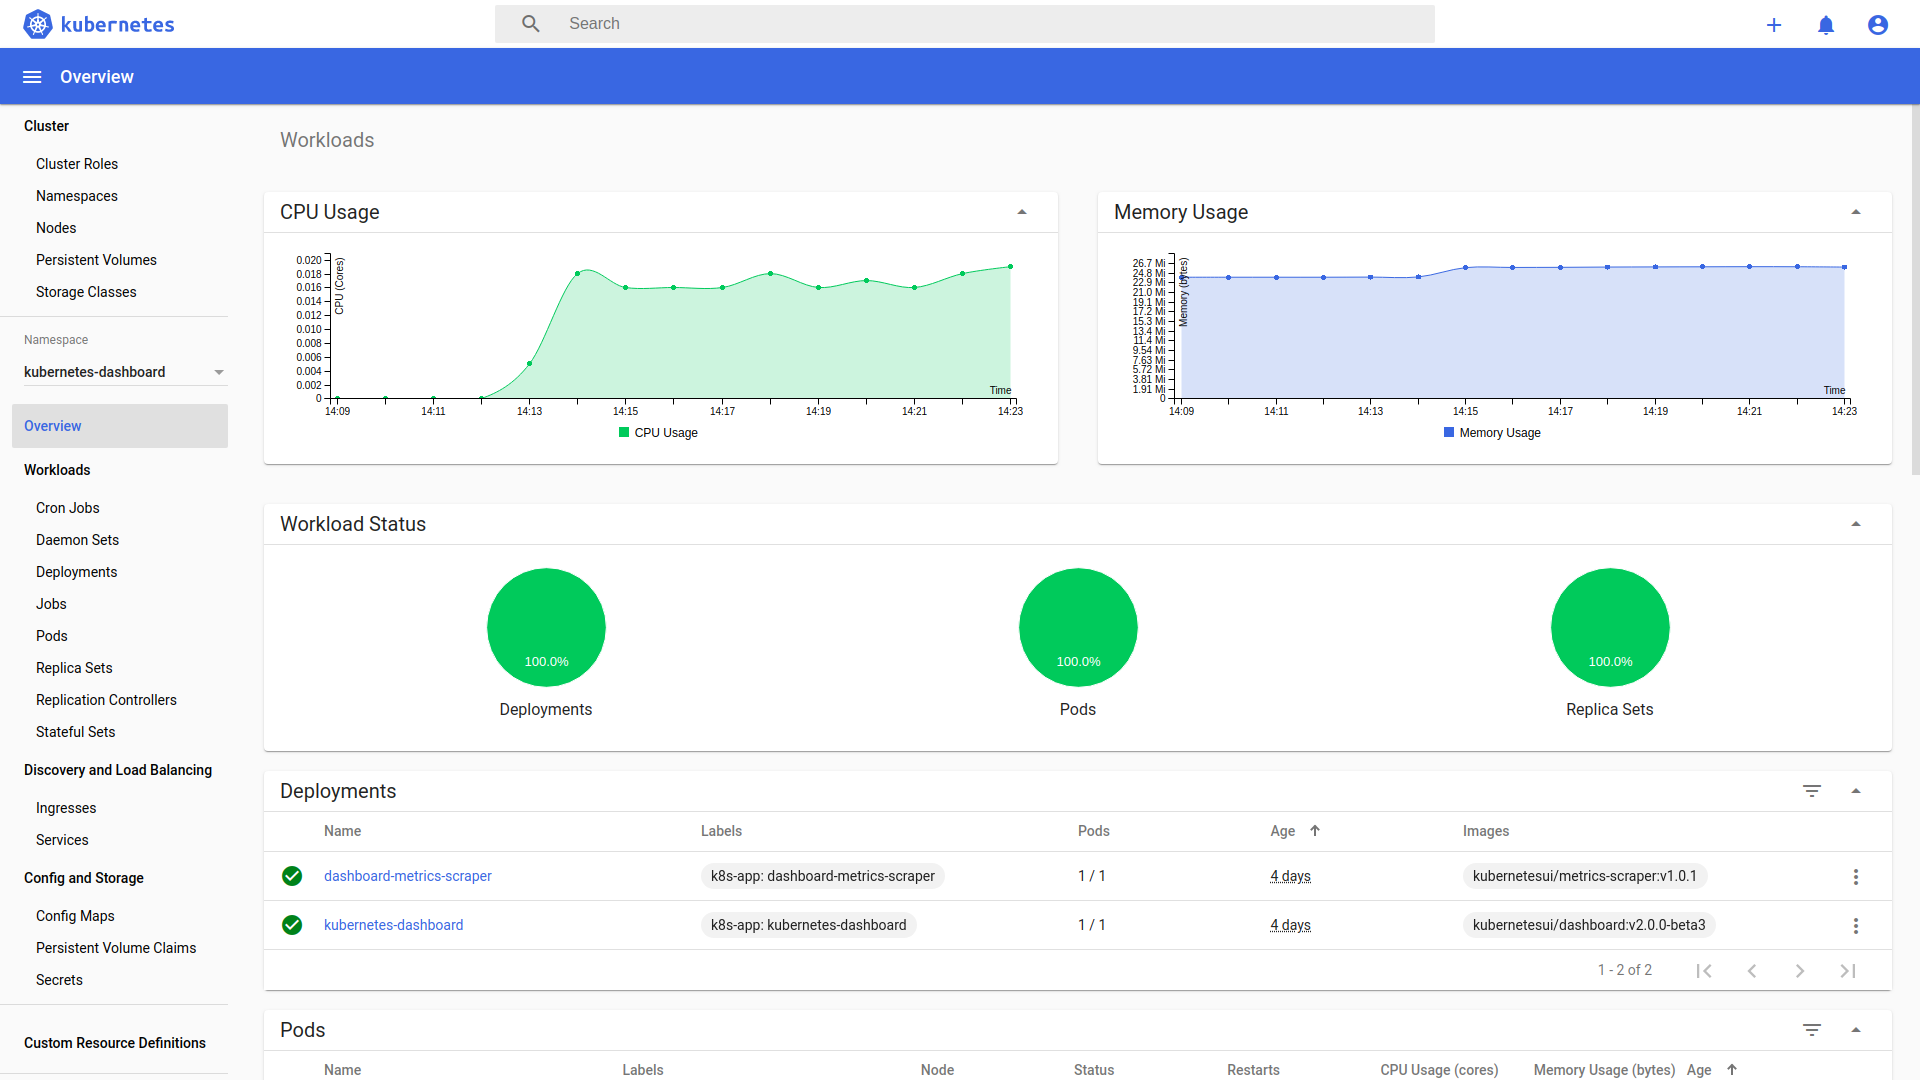 kubernetes
Search
Overview
Cluster
Cluster Roles
Namespaces
Nodes
Persistent Volumes
Storage Classes
Namespace
kubernetes-dashboard
Overview
Workloads
Cron Jobs
Daemon Sets
Deployments
Jobs
Pods
Replica Sets
Replication Controllers
Stateful Sets
Discovery and Load Balancing
Ingresses
Services
Config and Storage
Config Maps
Persistent Volume Claims
Secrets
Custom Resource Definitions
Workloads
CPU Usage
0.020
0.018
0.016
0.014
0.012
0.010
0.008
0.006
0.004
0.002
0
CPU (Cores)
Time
14:09 14:11 14:13 14:15 14:17 14:19 14:21 14:23
CPU Usage
Memory Usage
26.7 Mi
24.8 Mi
22.9 Mi
21.0 Mi
19.1 Mi
17.2 Mi
15.3 Mi
13.4 Mi
11.4 Mi
9.54 Mi
7.63 Mi
5.72 Mi
3.81 Mi
1.91 Mi
0
Memory (bytes)
Time
14:09 14:11 14:13 14:15 14:17 14:19 14:21 14:23
Memory Usage
Workload Status
100.0% 100.0% 100.0%
Deployments Pods Replica Sets
Deployments
Name Labels Pods Age Images
dashboard-metrics-scraper k8s-app: dashboard-metrics-scraper 1 / 1 4 days kubernetesui/metrics-scraper:v1.0.1
kubernetes-dashboard k8s-app: kubernetes-dashboard 1 / 1 4 days kubernetesui/dashboard:v2.0.0-beta3
1 - 2 of 2
Pods
Name Labels Node Status Restarts CPU Usage (cores) Memory Usage (bytes) Age